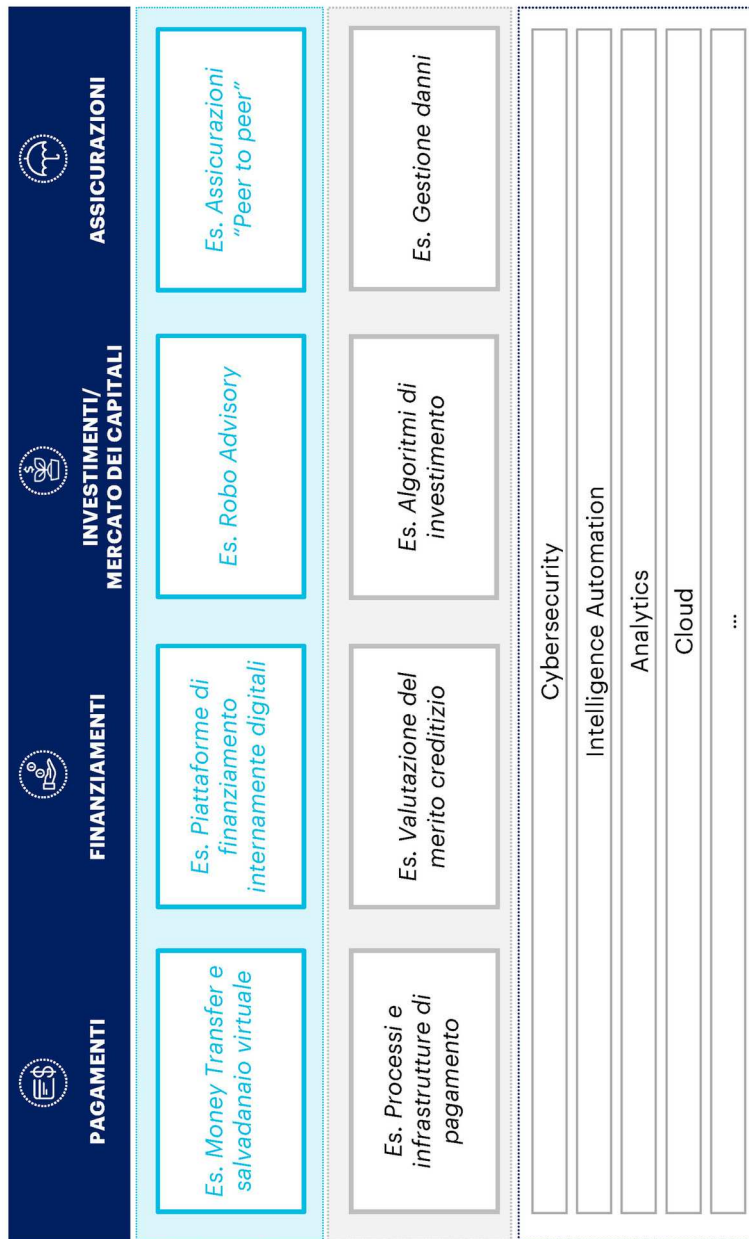 PAGAMENTI
FINANZIAMENTI
INVESTIMENTI/
MERCATO DEI CAPITALI
ASSICURAZIONI
Es. Money Transfer e
salvadanaio virtuale
Es. Piattaforme di
finanziamento
internamente digitali
Es. Robo Advisory
Es. Assicurazioni
“Peer to peer”
Es. Processi e
infrastrutture di
pagamento
Es. Valutazione del
merito creditizio
Es. Algoritmi di
investimento
Es. Gestione danni
Cybersecurity
Intelligence Automation
Analytics
Cloud
...